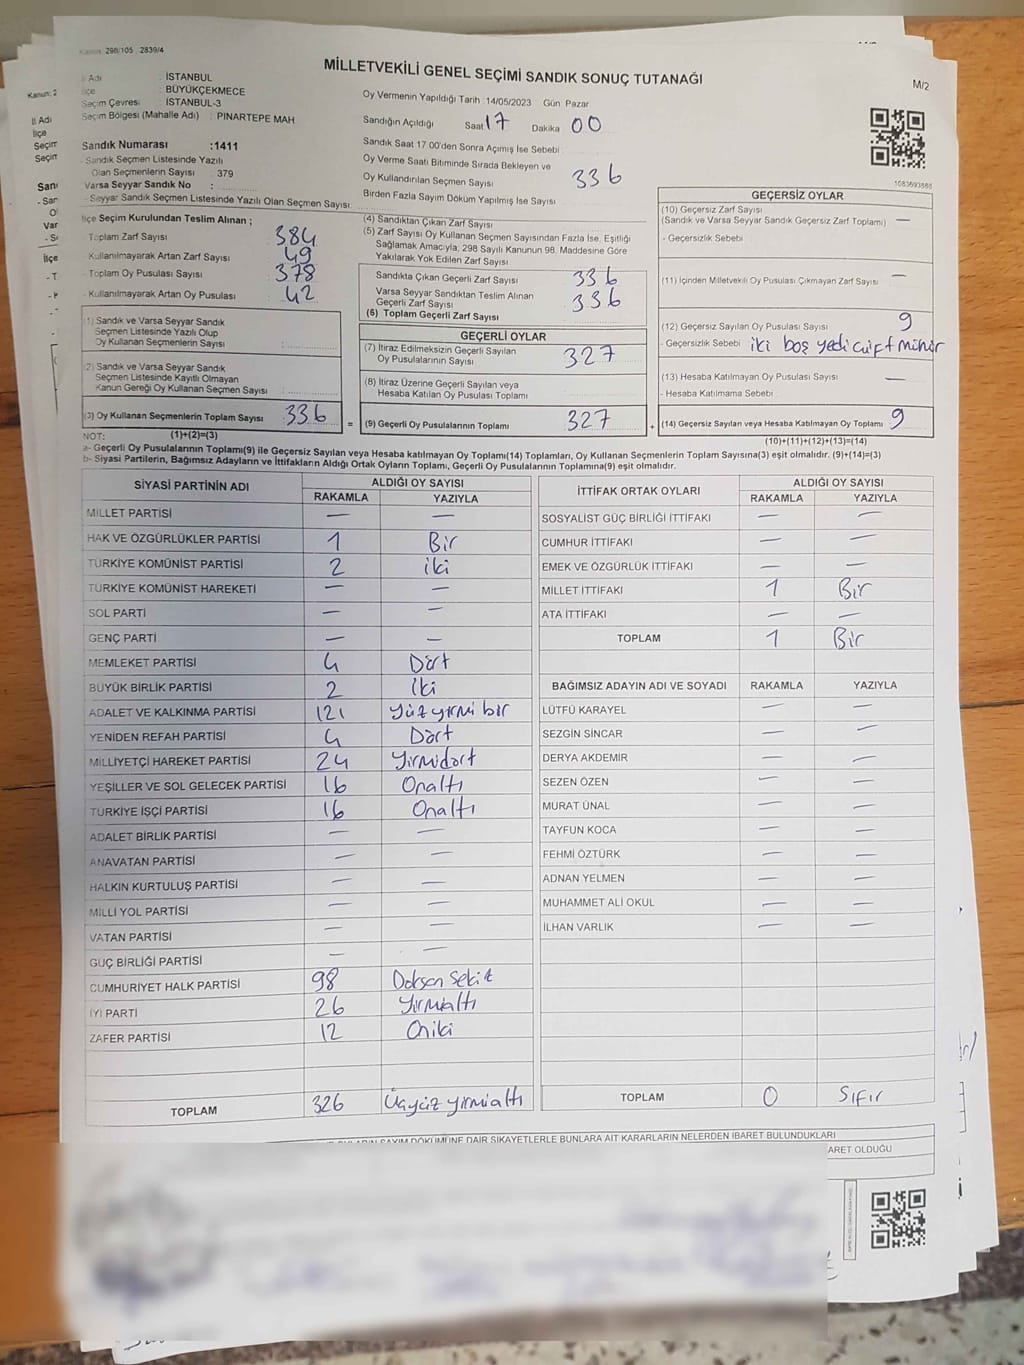 Kanun: 298/105 , 2839/4
MİLLETVEKİLİ GENEL SEÇİMİ SANDIK SONUÇ TUTANAĞI
M/2
İl Adı : İSTANBUL
İlçe : BÜYÜKÇEKMECE
Seçim Çevresi : İSTANBUL-3
Seçim Bölgesi (Mahalle Adı) : PINARTEPE MAH
Sandık Numarası :1411
Sandık Seçmen Listesinde Yazılı
Olan Seçmenlerin Sayısı : 379
Varsa Seyyar Sandık No :
- Seyyar Sandık Seçmen Listesinde Yazılı Olan Seçmen Sayısı
Oy Vermenin Yapıldığı Tarih :14/05/2023 Gün Pazar
Sandığın Açıldığı Saat 17 Dakika 00
Sandık Saat 17.00'den Sonra Açımış İse Sebebi
Oy Verme Saati Bitiminde Sırada Bekleyen ve
Oy Kullandırılan Seçmen Sayısı 336
Birden Fazla Sayım Döküm Yapılmış İse Sayısı
1083693888
İlçe Seçim Kurulundan Teslim Alınan ;
Toplam Zarf Sayısı 384
Kullanılmayarak Artan Zarf Sayısı 49
Toplam Oy Pusulası Sayısı 378
- Kullanılmayarak Artan Oy Pusulası 42
(4) Sandıktan Çıkan Zarf Sayısı
(5) Zarf Sayısı Oy Kullanan Seçmen Sayısından Fazla İse, Eşitliği
Sağlamak Amacıyla; 298 Sayılı Kanunun 98. Maddesine Göre
Yakılarak Yok Edilen Zarf Sayısı
Sandıkta Çıkan Geçerli Zarf Sayısı 336
Varsa Seyyar Sandıktan Teslim Alınan
Geçerli Zarf Sayısı 336
(6) Toplam Geçerli Zarf Sayısı
GEÇERSİZ OYLAR
(10) Geçersiz Zarf Sayısı
(Sandık ve Varsa Seyyar Sandık Geçersiz Zarf Toplamı) —
- Geçersizlik Sebebi
(11) İçinden Milletvekili Oy Pusulası Çıkmayan Zarf Sayısı —
(12) Geçersiz Sayılan Oy Pusulası Sayısı 9
- Geçersizlik Sebebi iki boş yedi çift mühür
(13) Hesaba Katılmayan Oy Pusulası Sayısı —
- Hesaba Katılmama Sebebi
(14) Geçersiz Sayılan veya Hesaba Katılmayan Oy Toplamı 9
(10)+(11)+(12)+(13)=(14)
(1) Sandık ve Varsa Seyyar Sandık
Seçmen Listesinde Yazılı Olup
Oy Kullanan Seçmenlerin Sayısı :
(2) Sandık ve Varsa Seyyar Sandık
Seçmen Listesinde Kayıtlı Olmayan
Kanun Gereği Oy Kullanan Seçmen Sayısı :
(3) Oy Kullanan Seçmenlerin Toplam Sayısı 336
(1)+(2)=(3)
GEÇERLİ OYLAR
(7) İtiraz Edilmeksizin Geçerli Sayılan
Oy Pusulalarının Sayısı 327
(8) İtiraz Üzerine Geçerli Sayılan veya
Hesaba Katılan Oy Pusulası Toplamı
(9) Geçerli Oy Pusulalarının Toplamı 327
NOT:
a- Geçerli Oy Pusulalarının Toplamı(9) ile Geçersiz Sayılan veya Hesaba katılmayan Oy Toplamı(14) Toplamları, Oy Kullanan Seçmenlerin Toplam Sayısına(3) eşit olmalıdır. (9)+(14)=(3)
b- Siyasi Partilerin, Bağımsız Adayların ve İttifakların Aldığı Ortak Oyların Toplamı, Geçerli Oy Pusulalarının Toplamına(9) eşit olmalıdır.
SİYASİ PARTİNİN ADI ALDIĞI OY SAYISI
RAKAMLA YAZIYLA
MİLLET PARTİSİ — —
HAK VE ÖZGÜRLÜKLER PARTİSİ 1 Bir
TÜRKİYE KOMÜNİST PARTİSİ 2 iki
TÜRKİYE KOMÜNİST HAREKETİ — —
SOL PARTİ — —
GENÇ PARTİ — —
MEMLEKET PARTİSİ 4 Dört
BÜYÜK BİRLİK PARTİSİ 2 İki
ADALET VE KALKINMA PARTİSİ 121 Yüz yirmi bir
YENİDEN REFAH PARTİSİ 4 Dört
MİLLİYETÇİ HAREKET PARTİSİ 24 Yirmidört
YEŞİLLER VE SOL GELECEK PARTİSİ 16 Onaltı
TÜRKİYE İŞÇİ PARTİSİ 16 Onaltı
ADALET BİRLİK PARTİSİ — —
ANAVATAN PARTİSİ — —
HALKIN KURTULUŞ PARTİSİ — —
MİLLİ YOL PARTİSİ — —
VATAN PARTİSİ — —
GÜÇ BİRLİĞİ PARTİSİ — —
CUMHURİYET HALK PARTİSİ 98 Doksan sekiz
İYİ PARTİ 26 Yirmialtı
ZAFER PARTİSİ 12 Oniki
TOPLAM 326 Üçyüz yirmialtı
İTTİFAK ORTAK OYLARI ALDIĞI OY SAYISI
RAKAMLA YAZIYLA
SOSYALİST GÜÇ BİRLİĞİ İTTİFAKI — —
CUMHUR İTTİFAKI — —
EMEK VE ÖZGÜRLÜK İTTİFAKI — —
MİLLET İTTİFAKI 1 Bir
ATA İTTİFAKI — —
TOPLAM 1 Bir
BAĞIMSIZ ADAYIN ADI VE SOYADI RAKAMLA YAZIYLA
LÜTFÜ KARAYEL — —
SEZGİN SİNCAR — —
DERYA AKDEMİR — —
SEZEN ÖZEN — —
MURAT ÜNAL — —
TAYFUN KOCA — —
FEHMİ ÖZTÜRK — —
ADNAN YELMEN — —
MUHAMMET ALİ OKUL — —
İLHAN VARLIK — —
TOPLAM 0 Sıfır
SAYIM DÖKÜMÜNE DAİR ŞİKAYETLERLE BUNLARA AİT KARARLARIN NELERDEN İBARET BULUNDUKLARI
ARET OLDUĞU